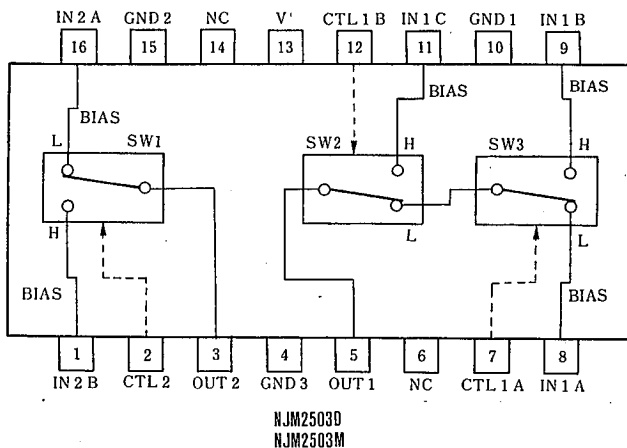 IN 2 A GND 2 NC V⁺ CTL 1 B IN 1 C GND 1 IN 1 B
16 15 14 13 12 11 10 9
BIAS BIAS BIAS
L SW1 SW2 H SW3 H
H L L
BIAS BIAS
1 2 3 4 5 6 7 8
IN 2 B CTL 2 OUT 2 GND 3 OUT 1 NC CTL 1 A IN 1 A
NJM2503D
NJM2503M